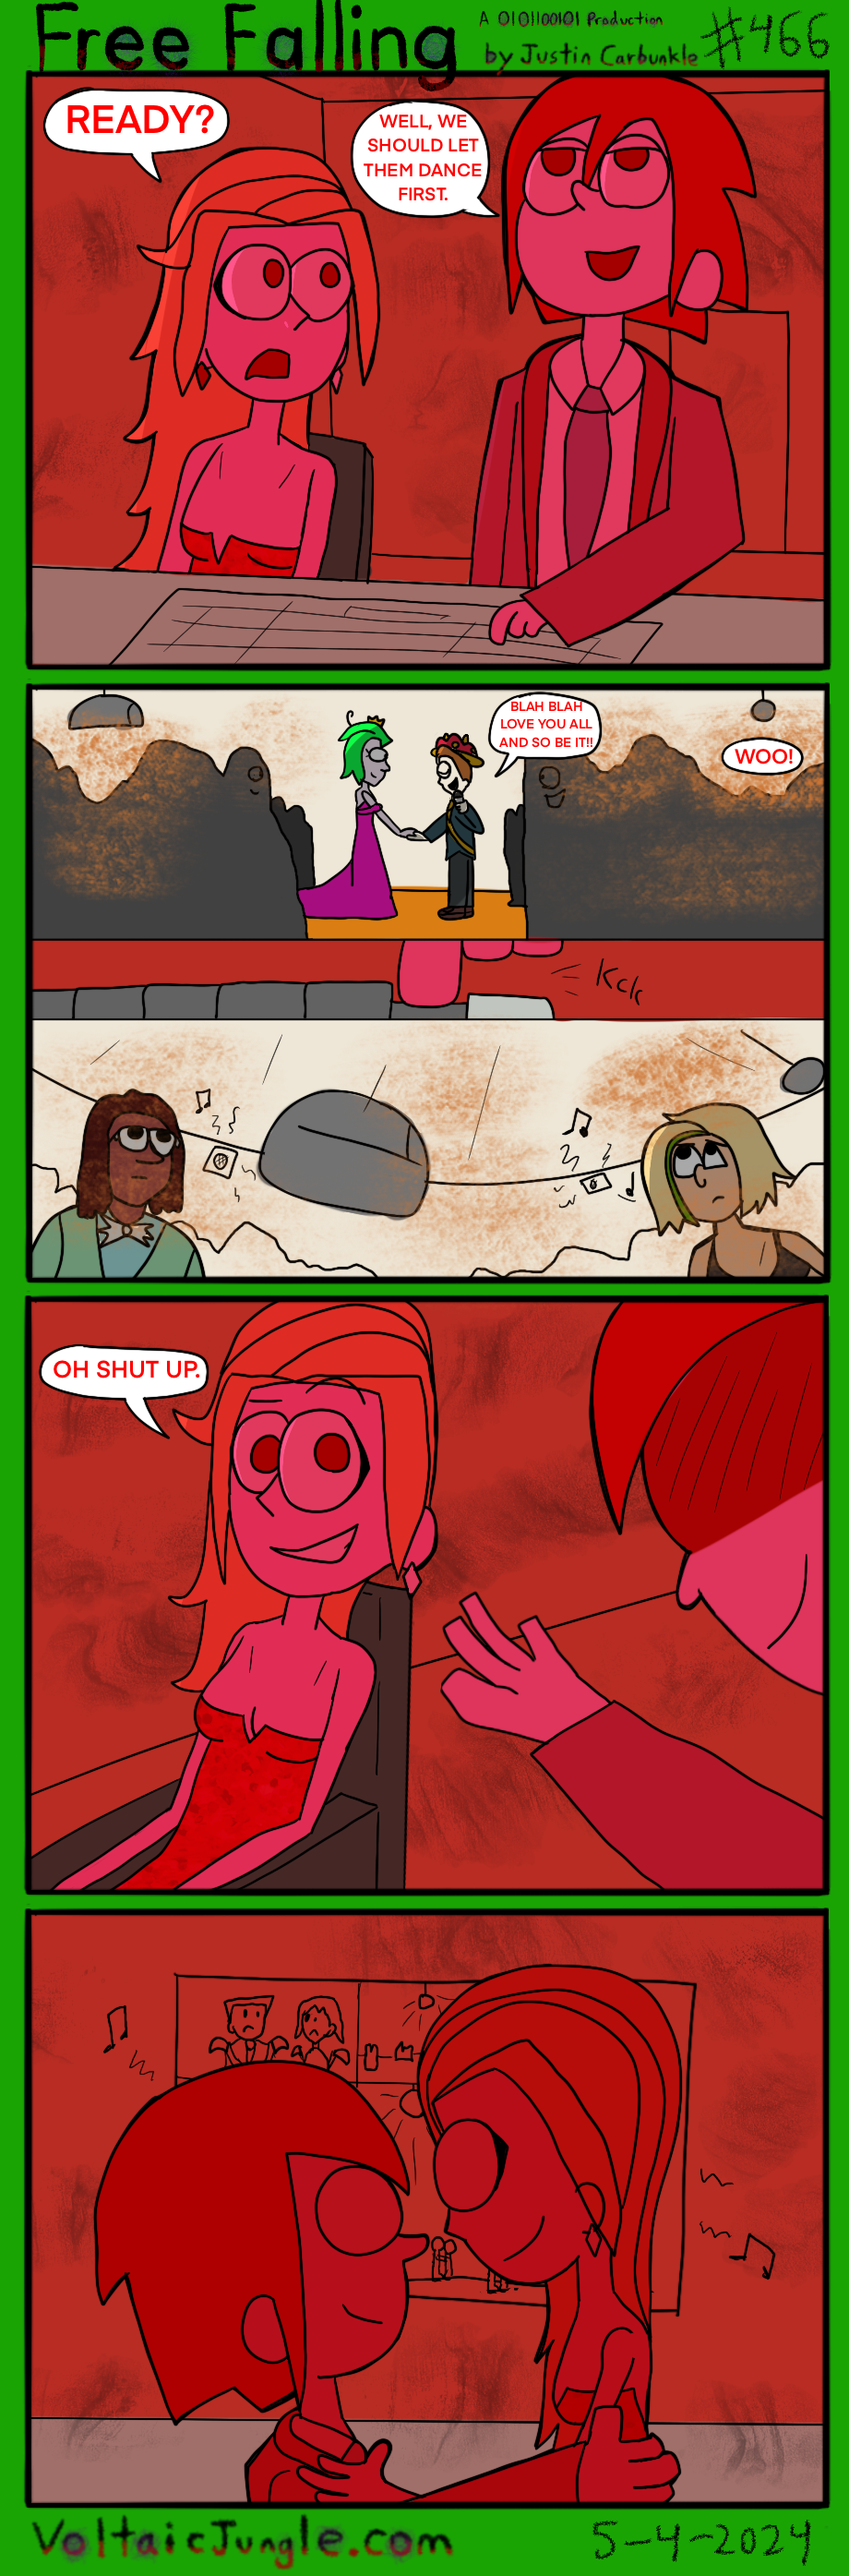 Free Falling
A 0101100101 Production
by Justin Carbunkle
#466
READY?
WELL, WE
SHOULD LET
THEM DANCE
FIRST.
BLAH BLAH
LOVE YOU ALL
AND SO BE IT!!
WOO!
Kck
OH SHUT UP.
VoltaicJungle.com
5-4-2024